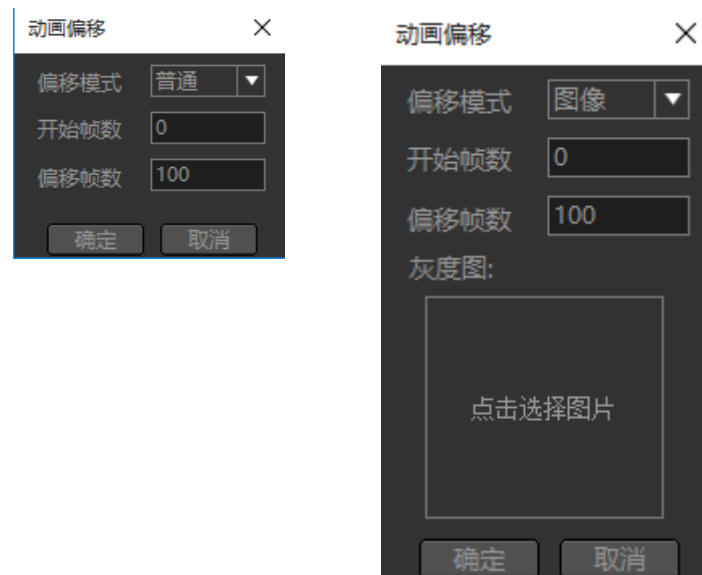 动画偏移
偏移模式 普通
开始帧数 0
偏移帧数 100
确定 取消
动画偏移
偏移模式 图像
开始帧数 0
偏移帧数 100
灰度图:
点击选择图片
确定 取消